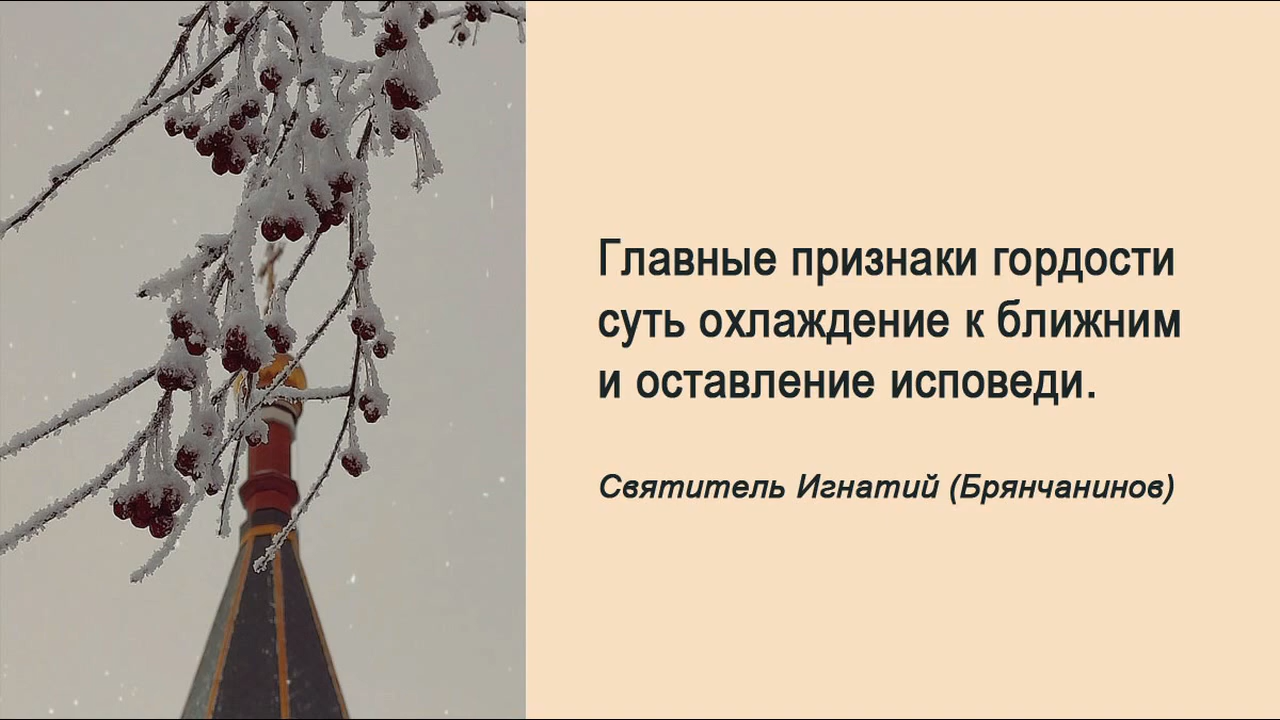 Главные признаки гордости
суть охлаждение к ближним
и оставление исповеди.
Святитель Игнатий (Брянчанинов)